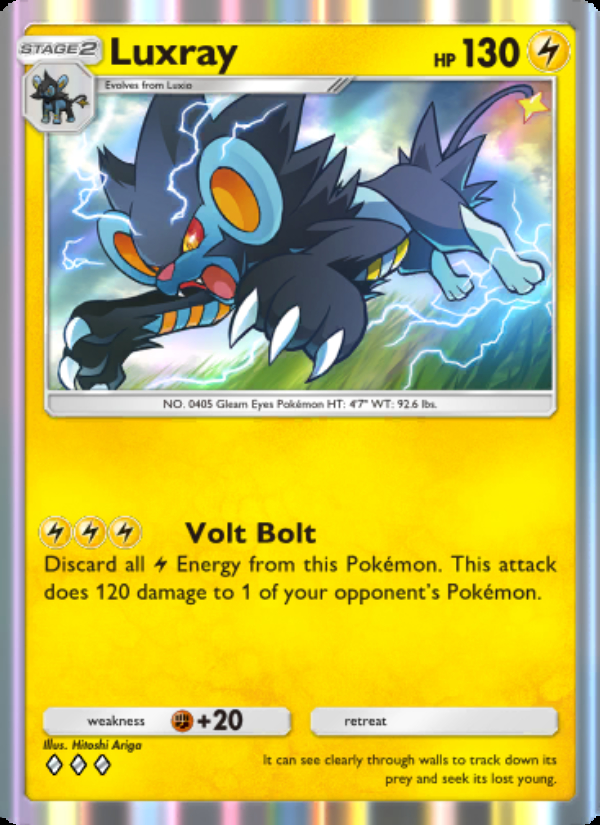 STAGE 2 Luxray HP 130
Evolves from Luxio
NO. 0405 Gleam Eyes Pokémon HT: 4'7" WT: 92.6 lbs.
Volt Bolt
Discard all Energy from this Pokémon. This attack
does 120 damage to 1 of your opponent's Pokémon.
weakness +20 retreat
Illus. Hitoshi Ariga
It can see clearly through walls to track down its
prey and seek its lost young.